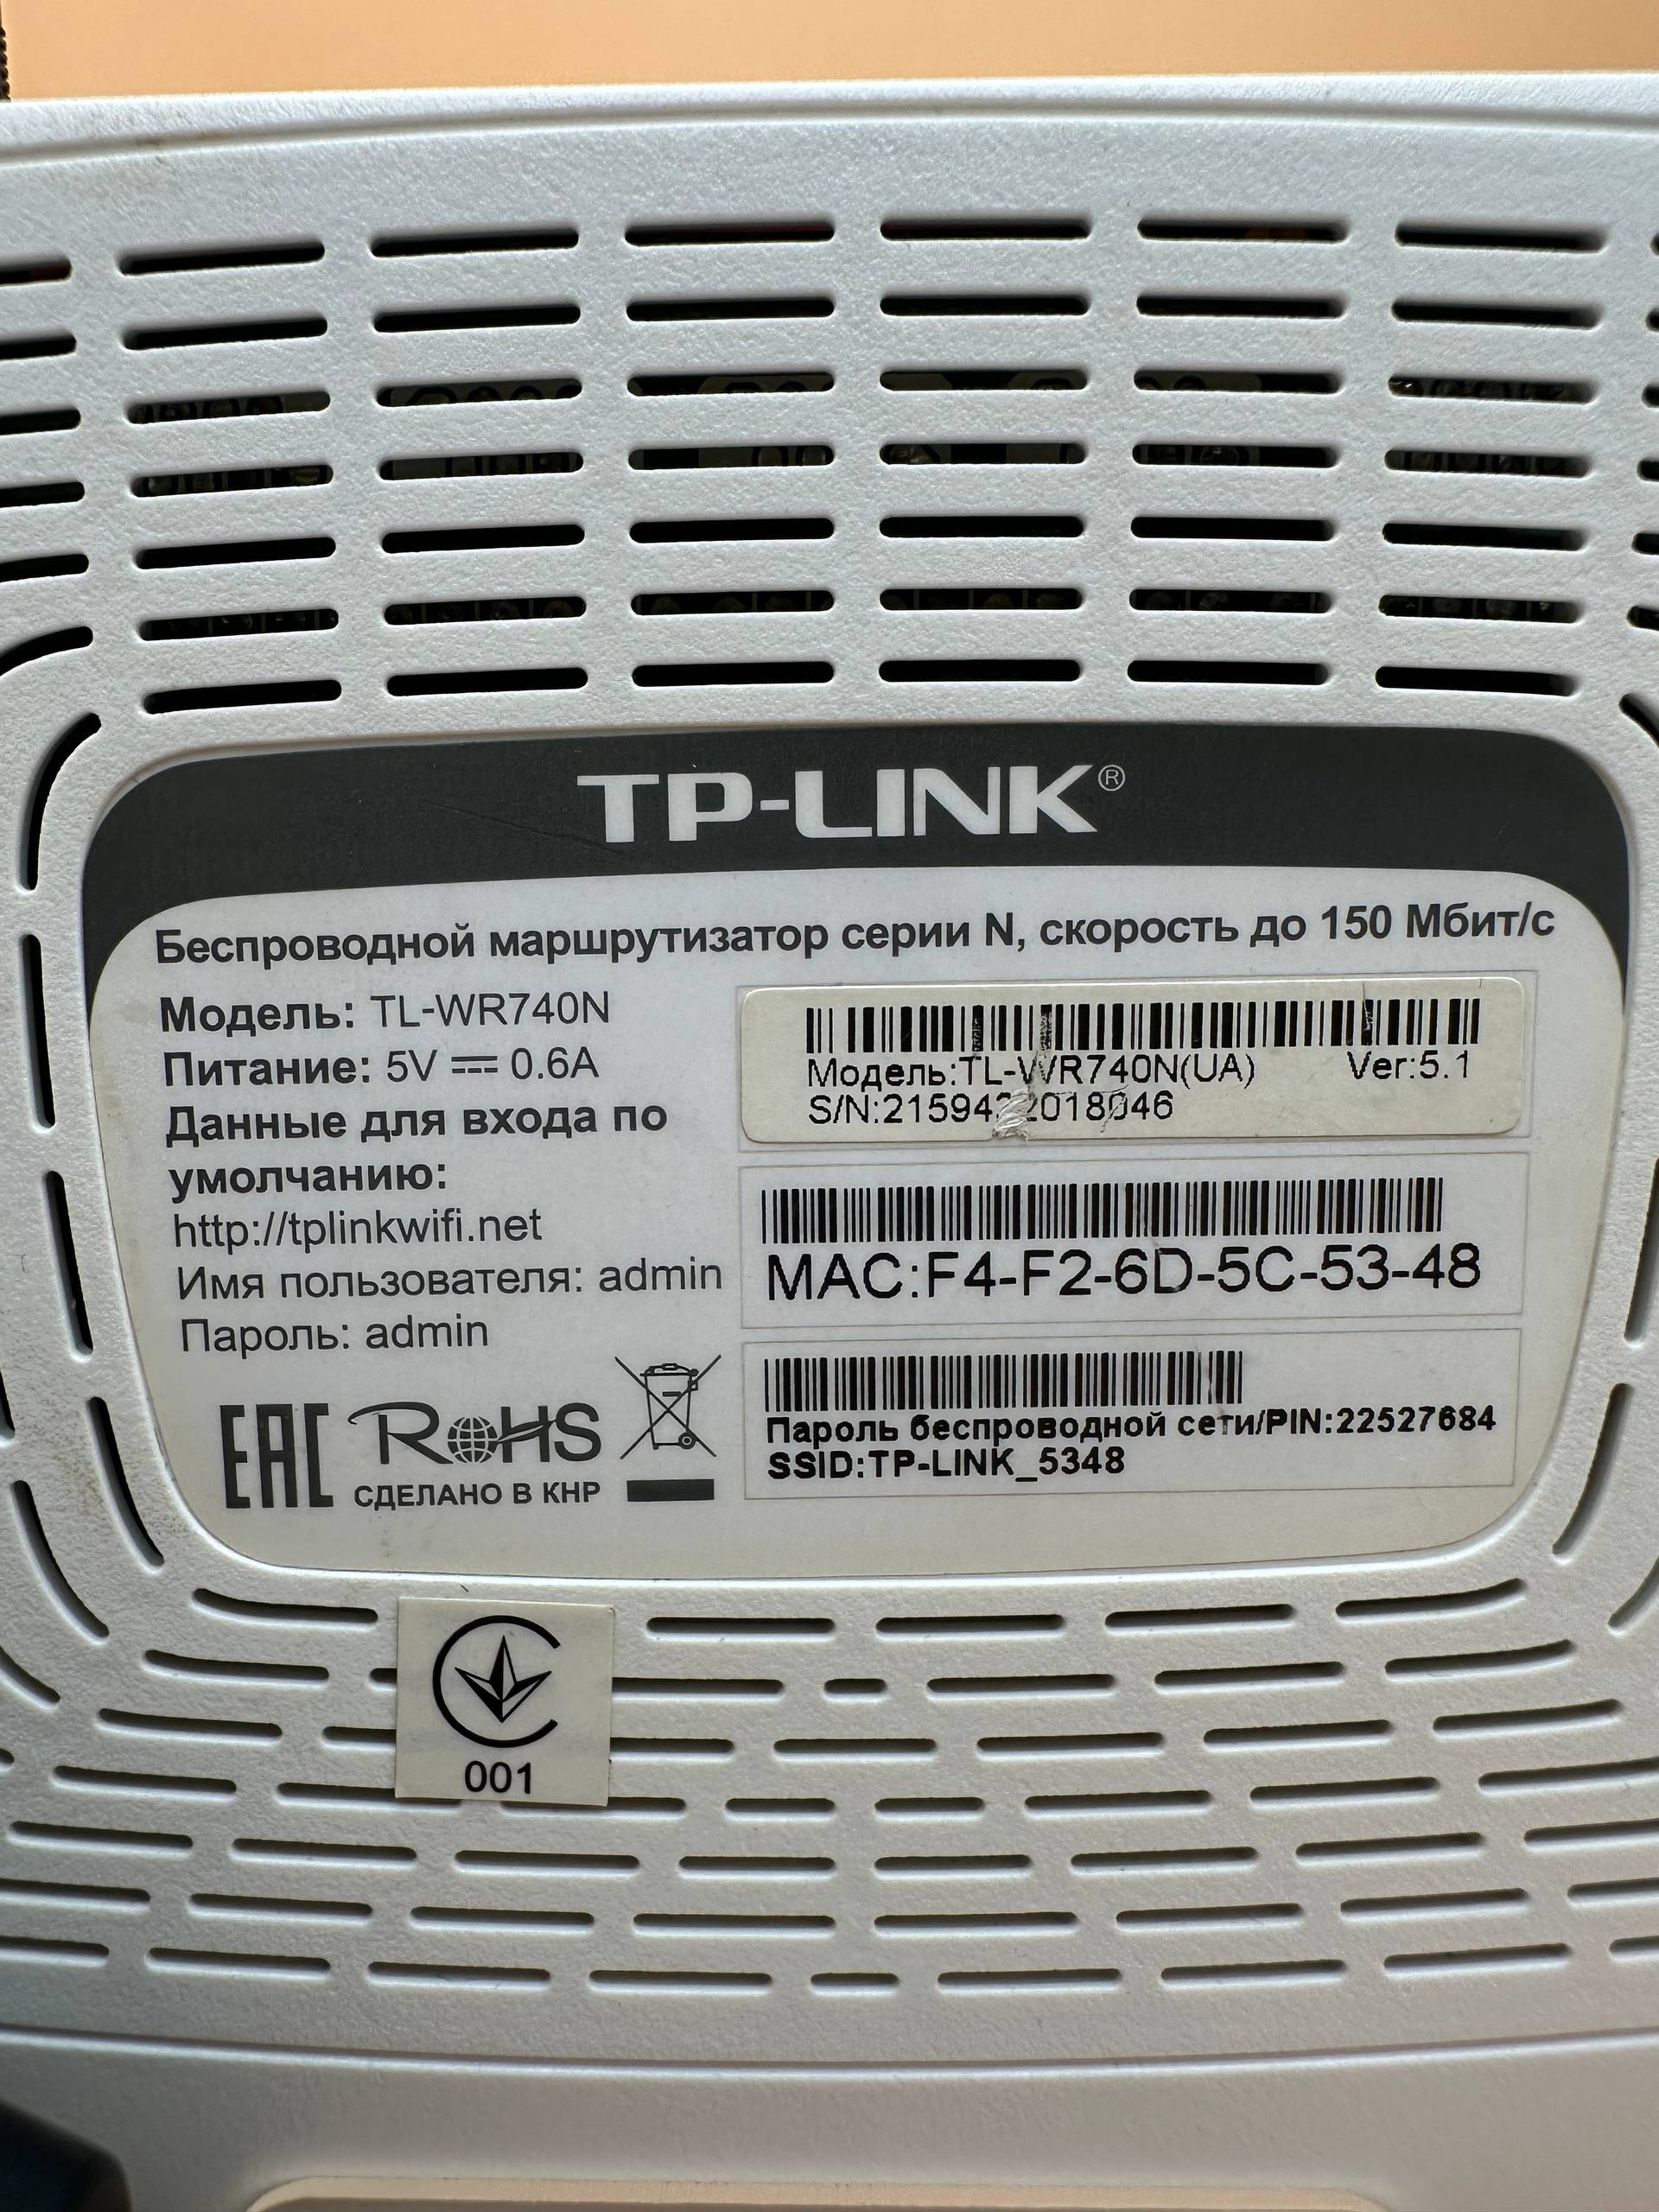 TP-LINK®
Беспроводной маршрутизатор серии N, скорость до 150 Мбит/с
Модель: TL-WR740N
Питание: 5V ⎓ 0.6A
Данные для входа по
умолчанию:
http://tplinkwifi.net
Имя пользователя: admin
Пароль: admin
EAC RoHS
СДЕЛАНО В КНР
Модель:TL-WR740N(UA) Ver:5.1
MAC:F4-F2-6D-5C-53-48
Пароль беспроводной сети/PIN:22527684
SSID:TP-LINK_5348
001